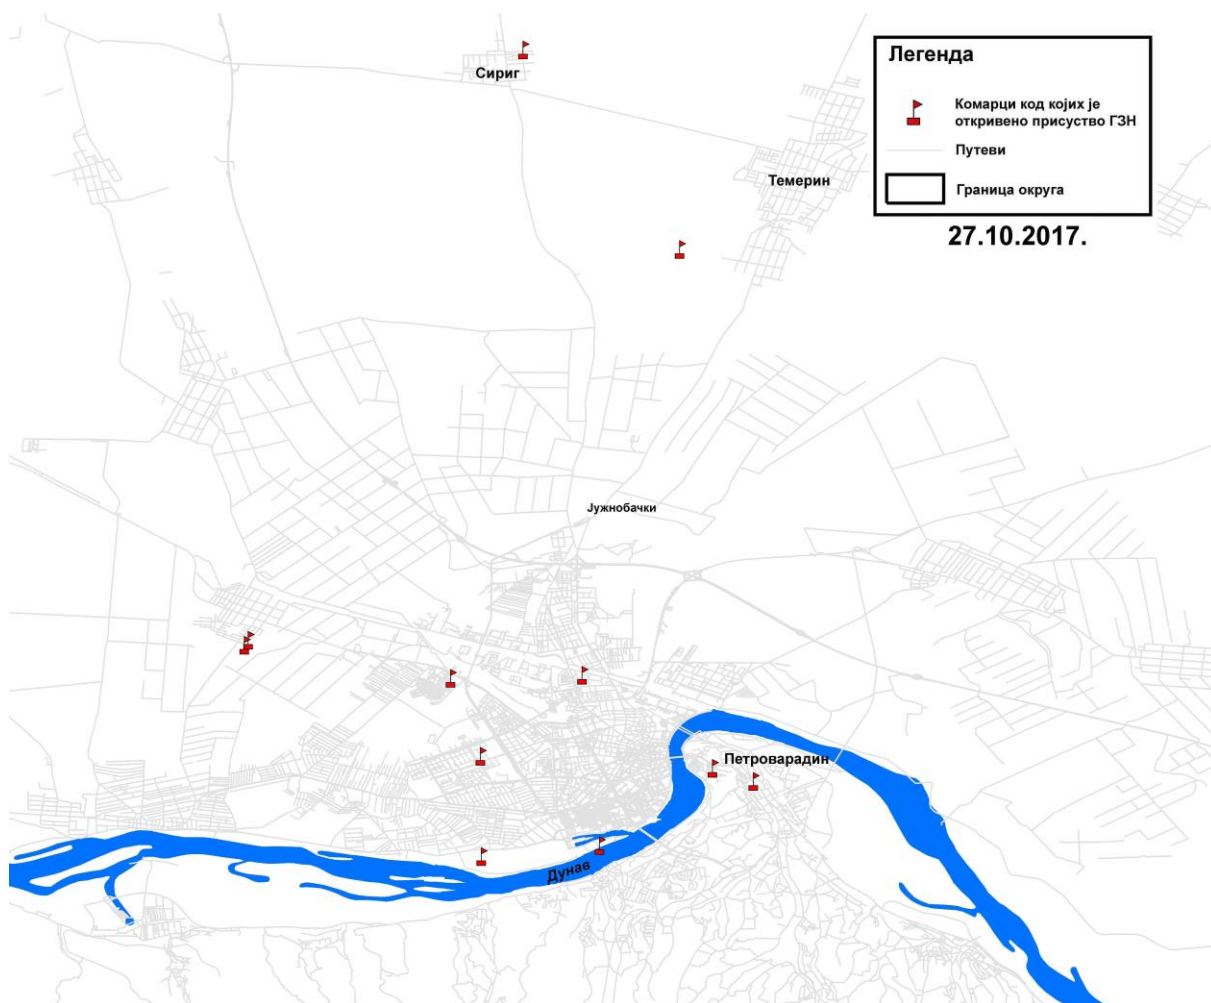 Легенда
Комарци код којих је
откривено присуство ГЗН
Путеви
Граница округа
27.10.2017.
Сириг
Темерин
Јужнобачки
Петроварадин
Дунав